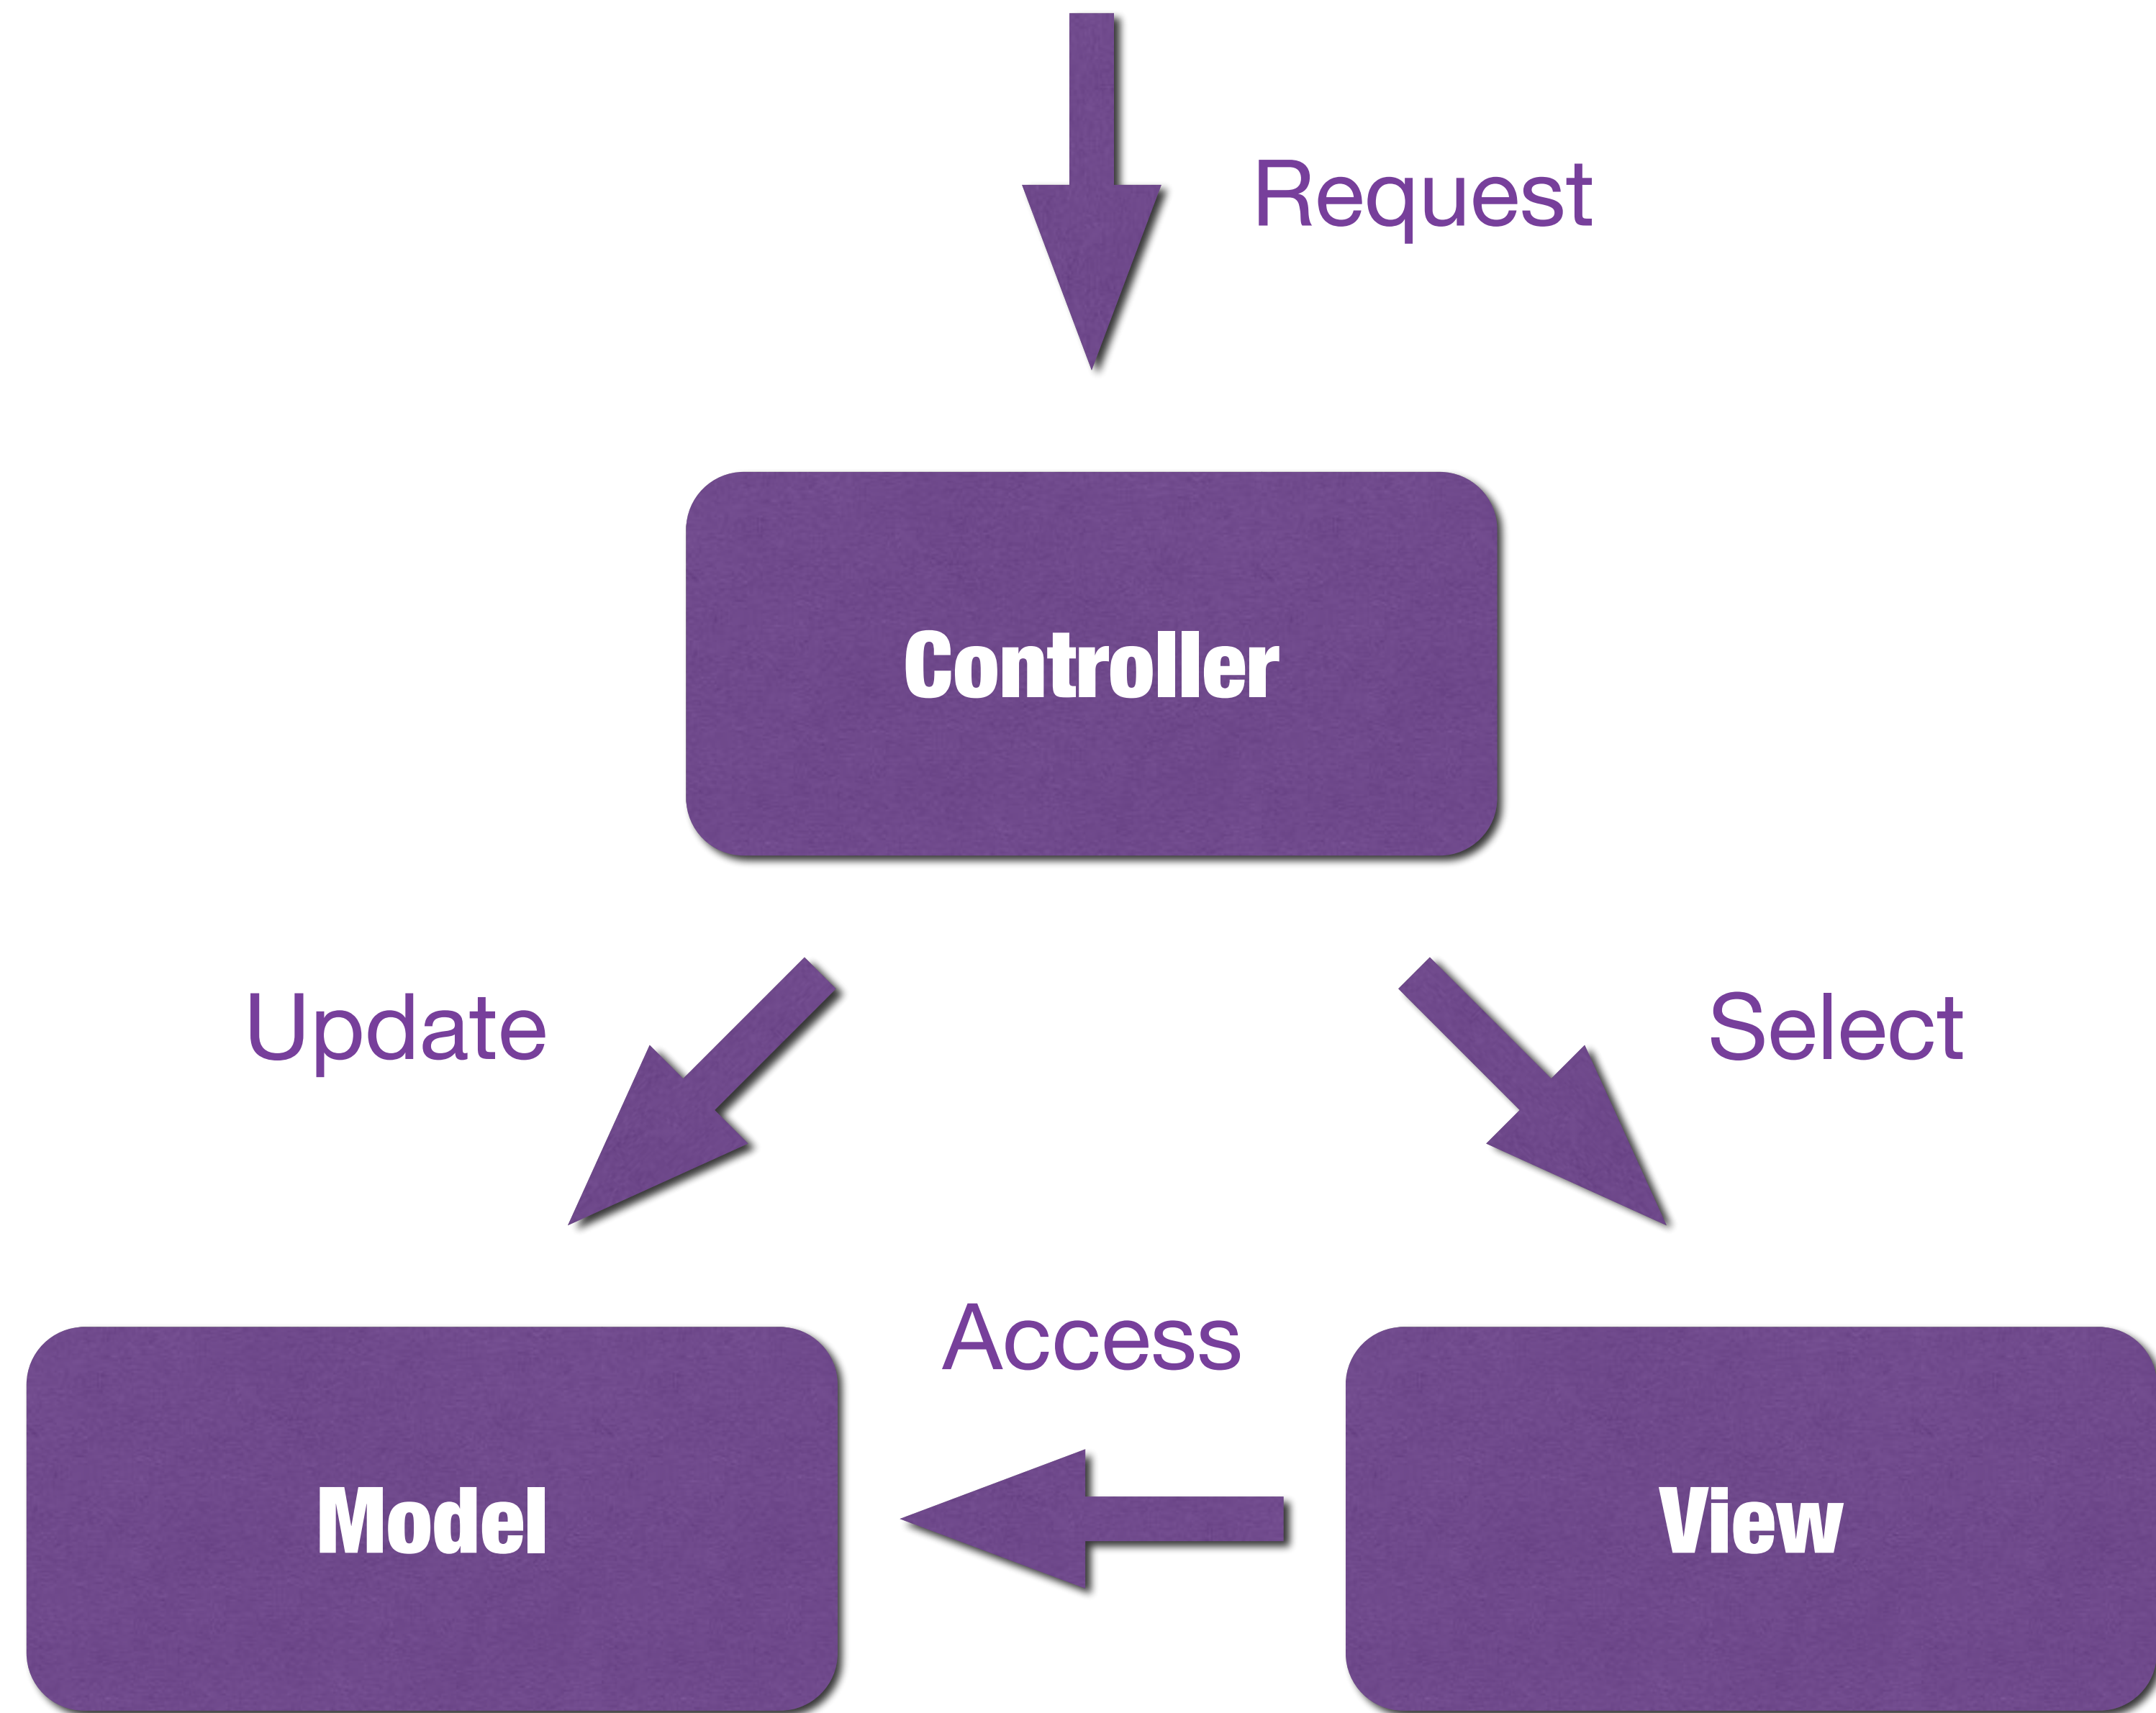 Request
Controller
Update
Select
Access
Model
View